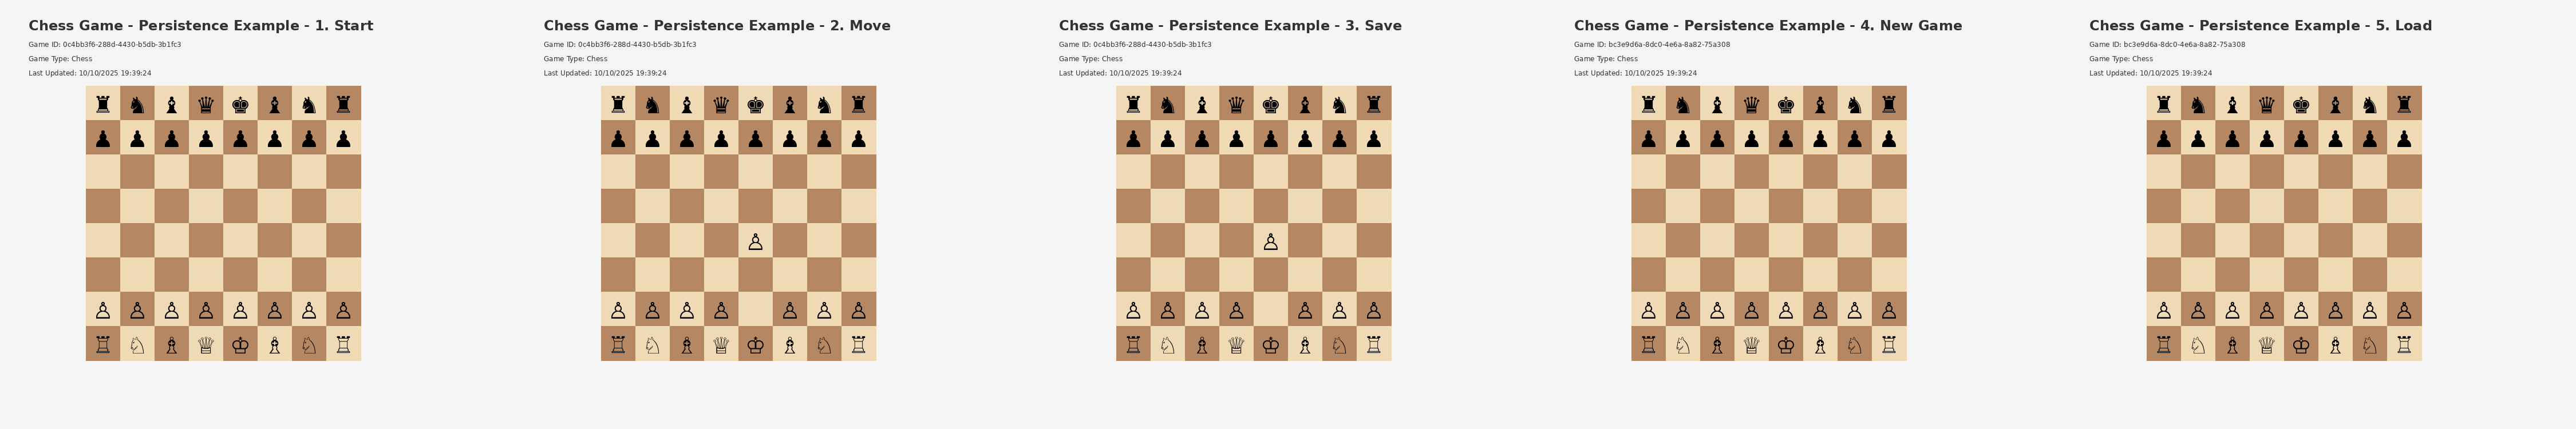 Chess Game - Persistence Example - 1. Start
Game ID: 0c4bb3f6-288d-4430-b5db-3b1fc3
Game Type: Chess
Last Updated: 10/10/2025 19:39:24
Chess Game - Persistence Example - 2. Move
Game ID: 0c4bb3f6-288d-4430-b5db-3b1fc3
Game Type: Chess
Last Updated: 10/10/2025 19:39:24
Chess Game - Persistence Example - 3. Save
Game ID: 0c4bb3f6-288d-4430-b5db-3b1fc3
Game Type: Chess
Last Updated: 10/10/2025 19:39:24
Chess Game - Persistence Example - 4. New Game
Game ID: bc3e9d6a-8dc0-4e6a-8a82-75a308
Game Type: Chess
Last Updated: 10/10/2025 19:39:24
Chess Game - Persistence Example - 5. Load
Game ID: bc3e9d6a-8dc0-4e6a-8a82-75a308
Game Type: Chess
Last Updated: 10/10/2025 19:39:24